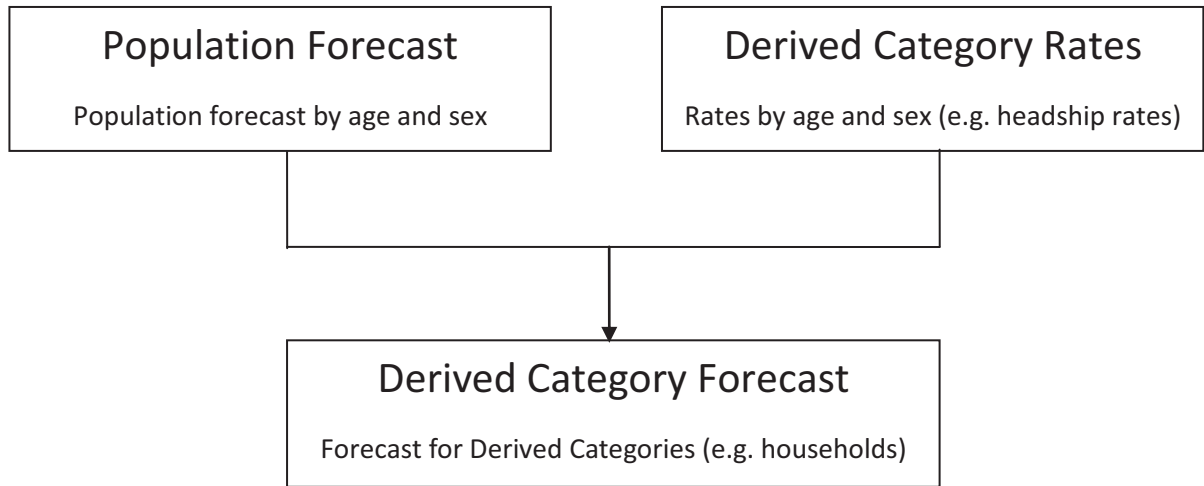 Population Forecast
Population forecast by age and sex
Derived Category Rates
Rates by age and sex (e.g. headship rates)
Derived Category Forecast
Forecast for Derived Categories (e.g. households)